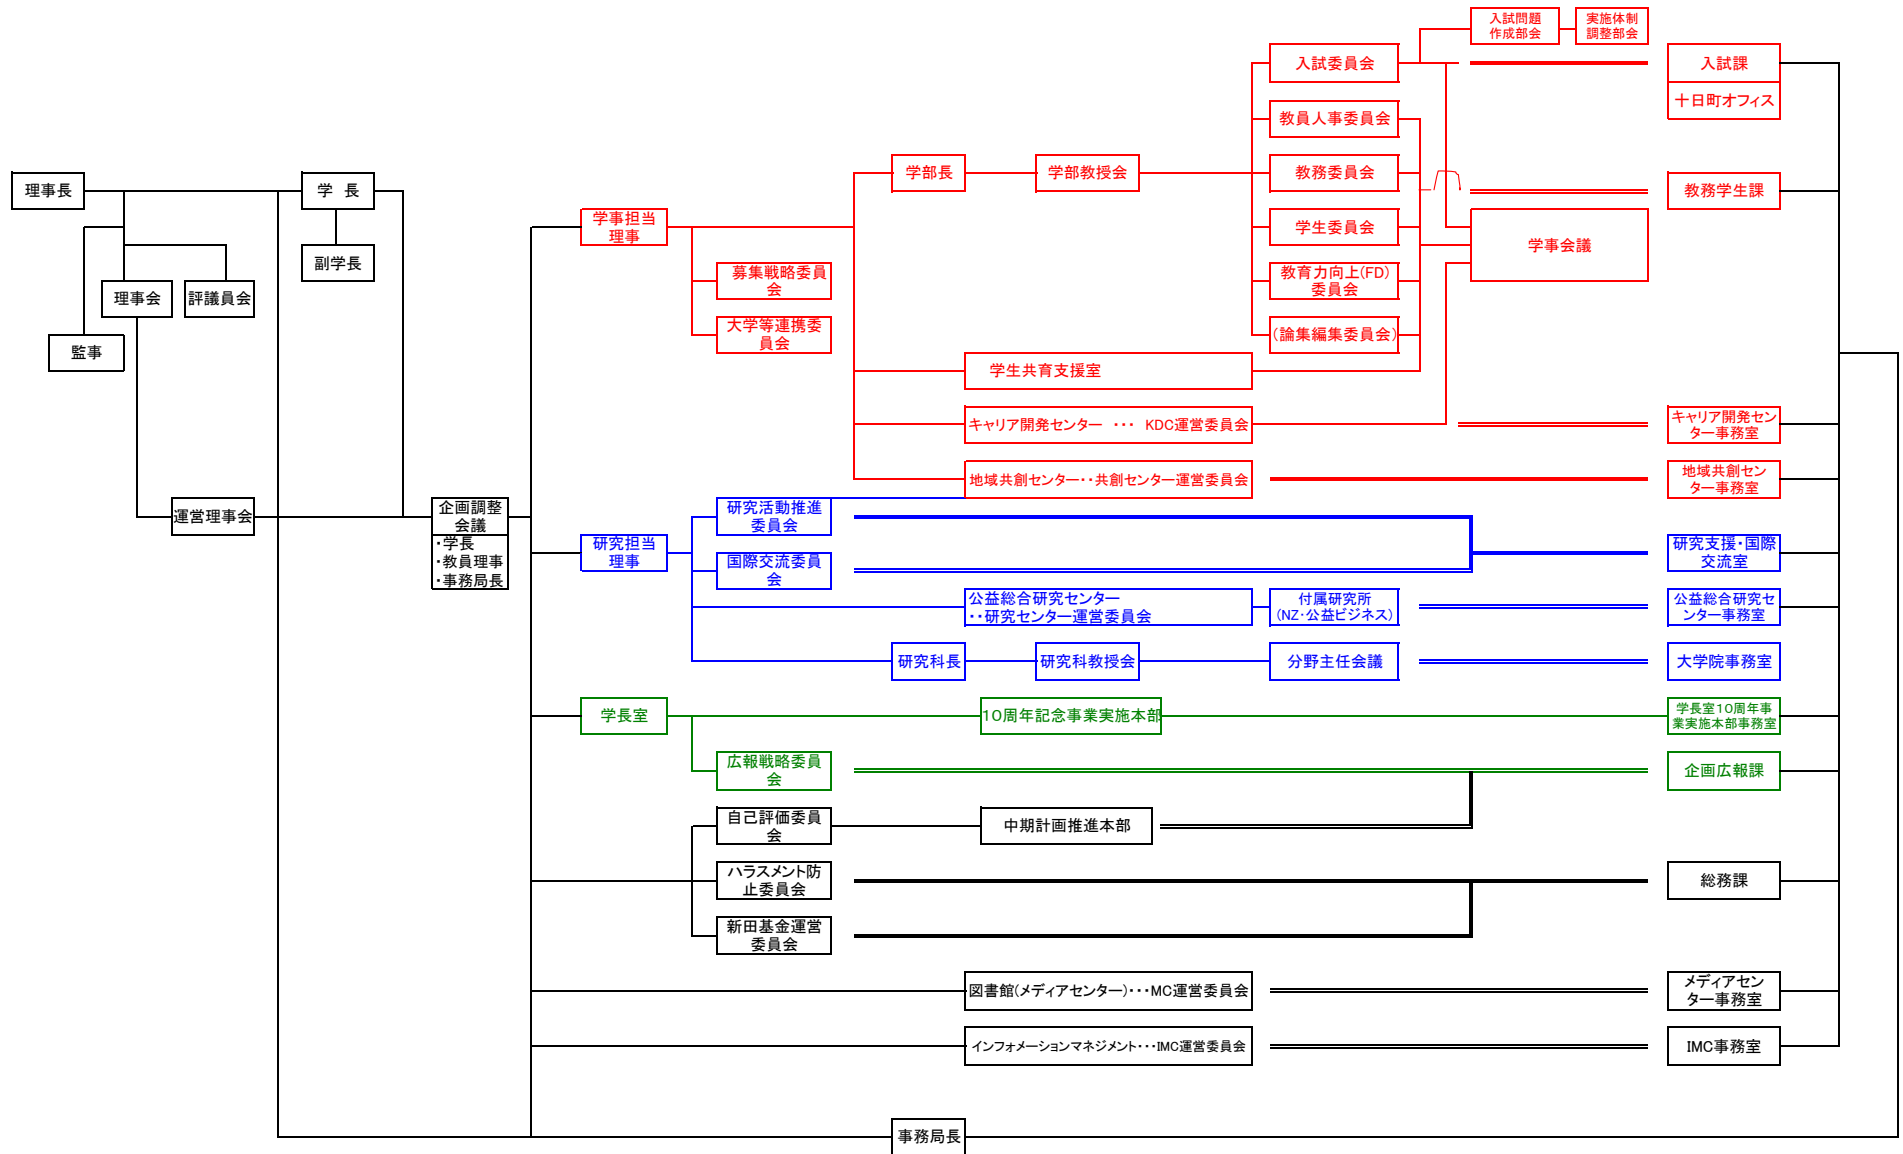 入試問題
作成部会
実施体制
調整部会
入試委員会
入試課
十日町オフィス
教員人事委員会
学部長
学部教授会
教務委員会
教務学生課
理事長
学 長
学事担当
理事
学生委員会
学事会議
副学長
募集戦略委員
会
教育力向上(FD)
委員会
理事会
評議員会
大学等連携委
員会
(論集編集委員会)
監事
学生共育支援室
キャリア開発センター ・・・ KDC運営委員会
キャリア開発セン
ター事務室
地域共創センター・・共創センター運営委員会
地域共創セン
ター事務室
運営理事会
企画調整
会議
・学長
・教員理事
・事務局長
研究活動推進
委員会
研究担当
理事
国際交流委員
会
研究支援・国際
交流室
公益総合研究センター
・・研究センター運営委員会
付属研究所
(NZ・公益ビジネス)
公益総合研究セ
ンター事務室
研究科長
研究科教授会
分野主任会議
大学院事務室
学長室
10周年記念事業実施本部
学長室10周年事
業実施本部事務室
広報戦略委員
会
企画広報課
自己評価委員
会
中期計画推進本部
ハラスメント防
止委員会
総務課
新田基金運営
委員会
図書館(メディアセンター)・・・MC運営委員会
メディアセン
ター事務室
インフォメーションマネジメント・・・IMC運営委員会
IMC事務室
事務局長